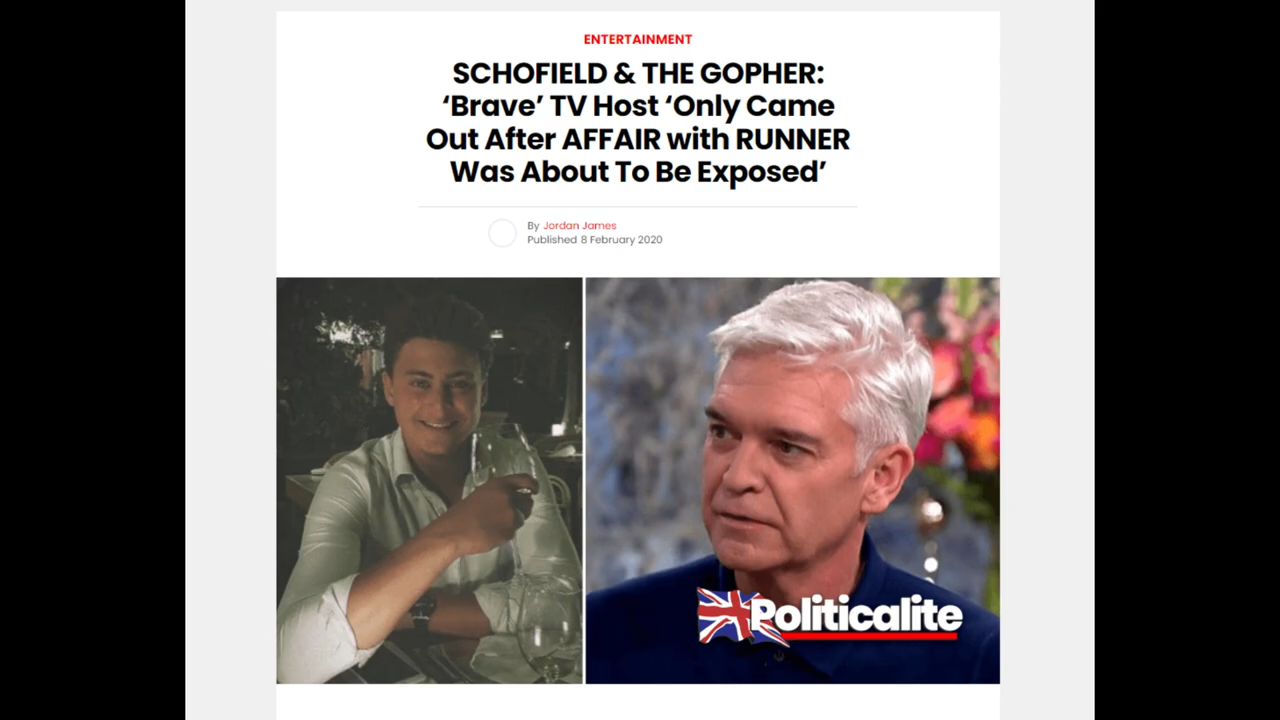 ENTERTAINMENT
SCHOFIELD & THE GOPHER:
‘Brave’ TV Host ‘Only Came
Out After AFFAIR with RUNNER
Was About To Be Exposed’
By Jordan James
Published 8 February 2020
Politicalite